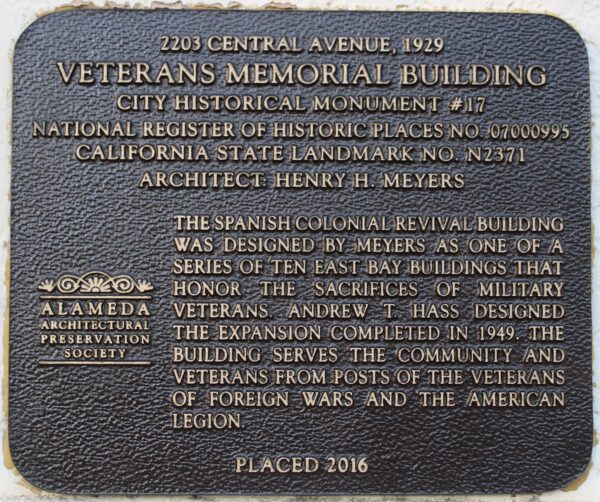 2203 CENTRAL AVENUE, 1929
VETERANS MEMORIAL BUILDING
CITY HISTORICAL MONUMENT #17
NATIONAL REGISTER OF HISTORIC PLACES NO. 07000995
CALIFORNIA STATE LANDMARK NO. N2371
ARCHITECT: HENRY H. MEYERS
THE SPANISH COLONIAL REVIVAL BUILDING
WAS DESIGNED BY MEYERS AS ONE OF A
SERIES OF TEN EAST BAY BUILDINGS THAT
HONOR THE SACRIFICES OF MILITARY
VETERANS. ANDREW T. HASS DESIGNED
THE EXPANSION COMPLETED IN 1949. THE
BUILDING SERVES THE COMMUNITY AND
VETERANS FROM POSTS OF THE VETERANS
OF FOREIGN WARS AND THE AMERICAN
LEGION.
ALAMEDA
ARCHITECTURAL
PRESERVATION
SOCIETY
PLACED 2016